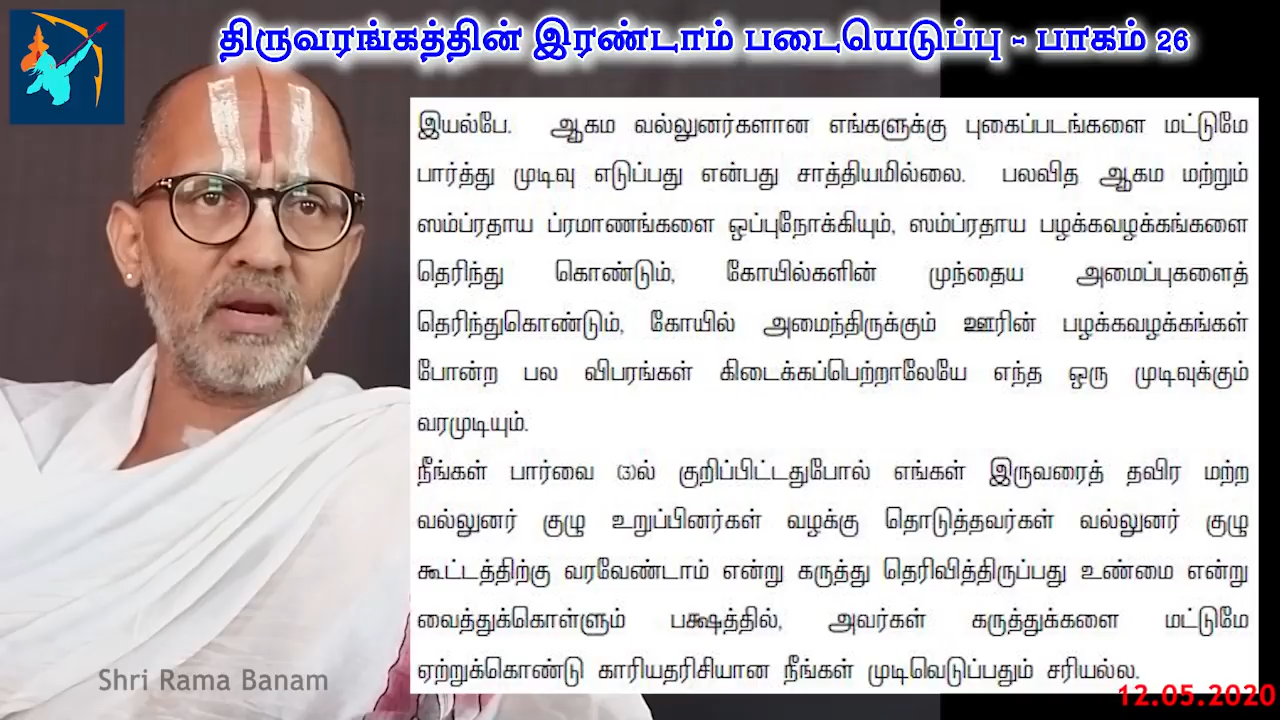 திருவரங்கத்தின் இரண்டாம் படையெடுப்பு - பாகம் 26
இயல்பே. ஆகம வல்லுனர்களான எங்களுக்கு புகைப்படங்களை மட்டுமே
பார்த்து முடிவு எடுப்பது என்பது சாத்தியமில்லை. பலவித ஆகம மற்றும்
ஸம்ப்ரதாய ப்ரமாணங்களை ஒப்புநோக்கியும், ஸம்ப்ரதாய பழக்கவழக்கங்களை
தெரிந்து கொண்டும், கோயில்களின் முந்தைய அமைப்புகளைத்
தெரிந்துகொண்டும், கோயில் அமைந்திருக்கும் ஊரின் பழக்கவழக்கங்கள்
போன்ற பல விபரங்கள் கிடைக்கப்பெற்றாலேயே எந்த ஒரு முடிவுக்கும்
வரமுடியும்.
நீங்கள் பார்வை (3)ல் குறிப்பிட்டதுபோல் எங்கள் இருவரைத் தவிர மற்ற
வல்லுனர் குழு உறுப்பினர்கள் வழக்கு தொடுத்தவர்கள் வல்லுனர் குழு
கூட்டத்திற்கு வரவேண்டாம் என்று கருத்து தெரிவித்திருப்பது உண்மை என்று
வைத்துக்கொள்ளும் பக்ஷத்தில், அவர்கள் கருத்துக்களை மட்டுமே
ஏற்றுக்கொண்டு காரியதரிசியான நீங்கள் முடிவெடுப்பதும் சரியல்ல.
Shri Rama Banam
12.05.2020